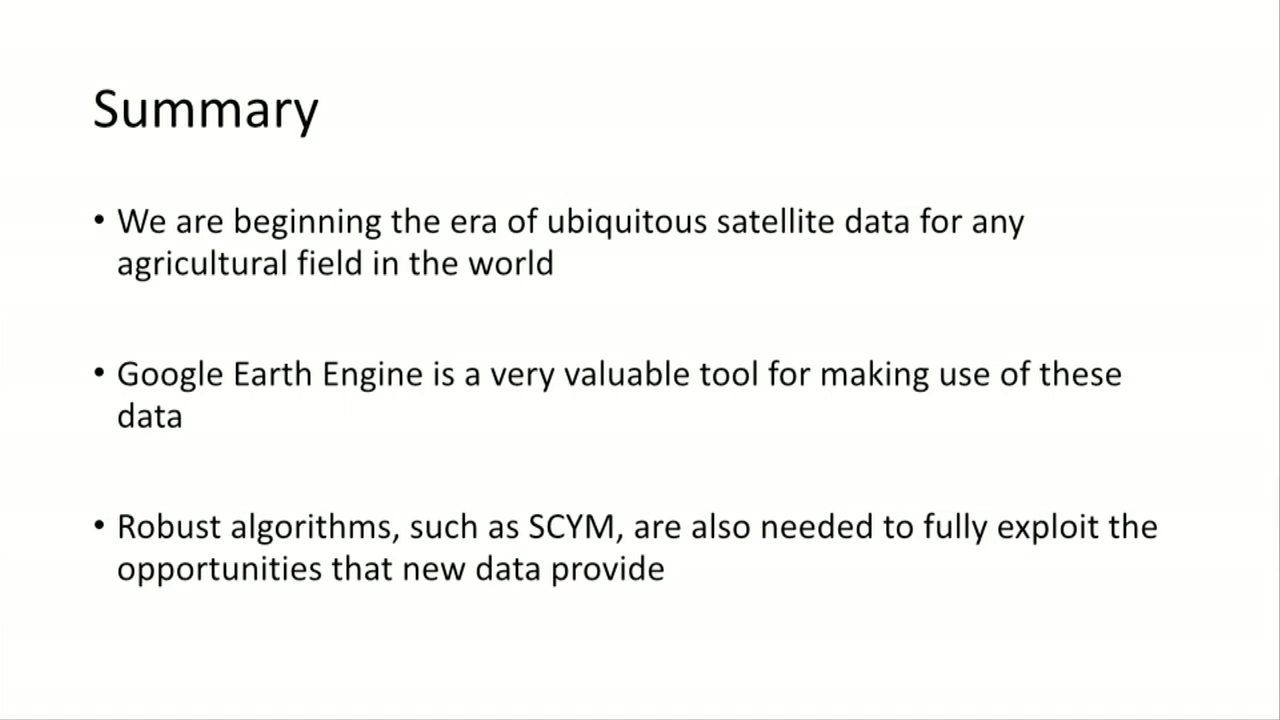 Summary
• We are beginning the era of ubiquitous satellite data for any
agricultural field in the world
• Google Earth Engine is a very valuable tool for making use of these
data
• Robust algorithms, such as SCYM, are also needed to fully exploit the
opportunities that new data provide